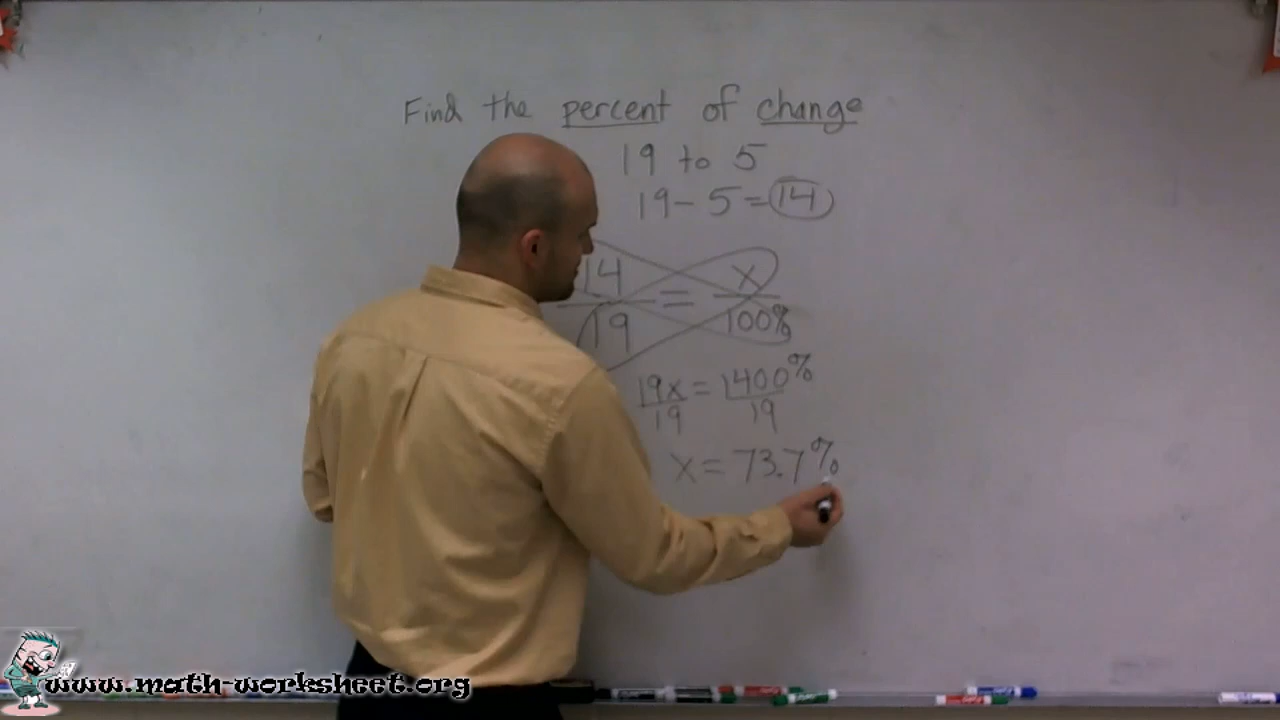 Find the percent of change
19 to 5
19 - 5 = 14
14 = x
19 100%
19x = 1400%
19 19
x = 73.7%
www.math-worksheet.org